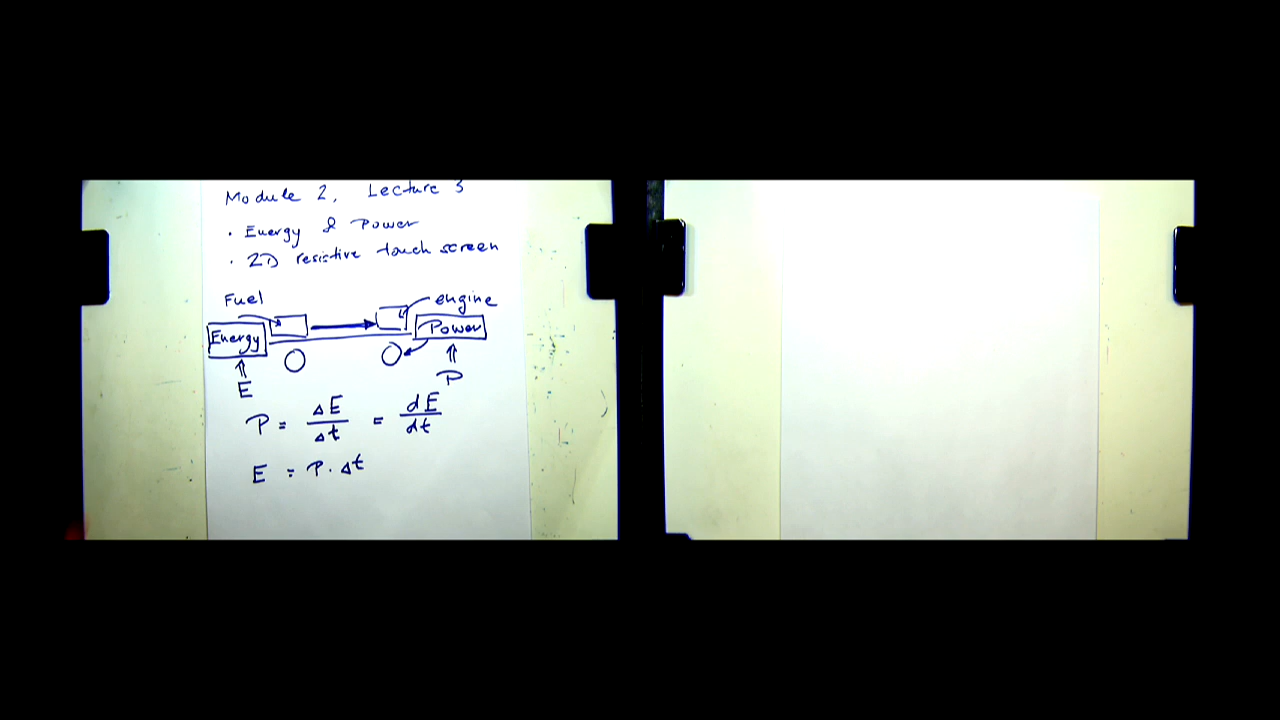 Module 2, Lecture 3
• Energy & Power
• 2D resistive touch screen
Fuel
engine
Energy
Power
E
P
P = ΔE/Δt = dE/dt
E = P · Δt